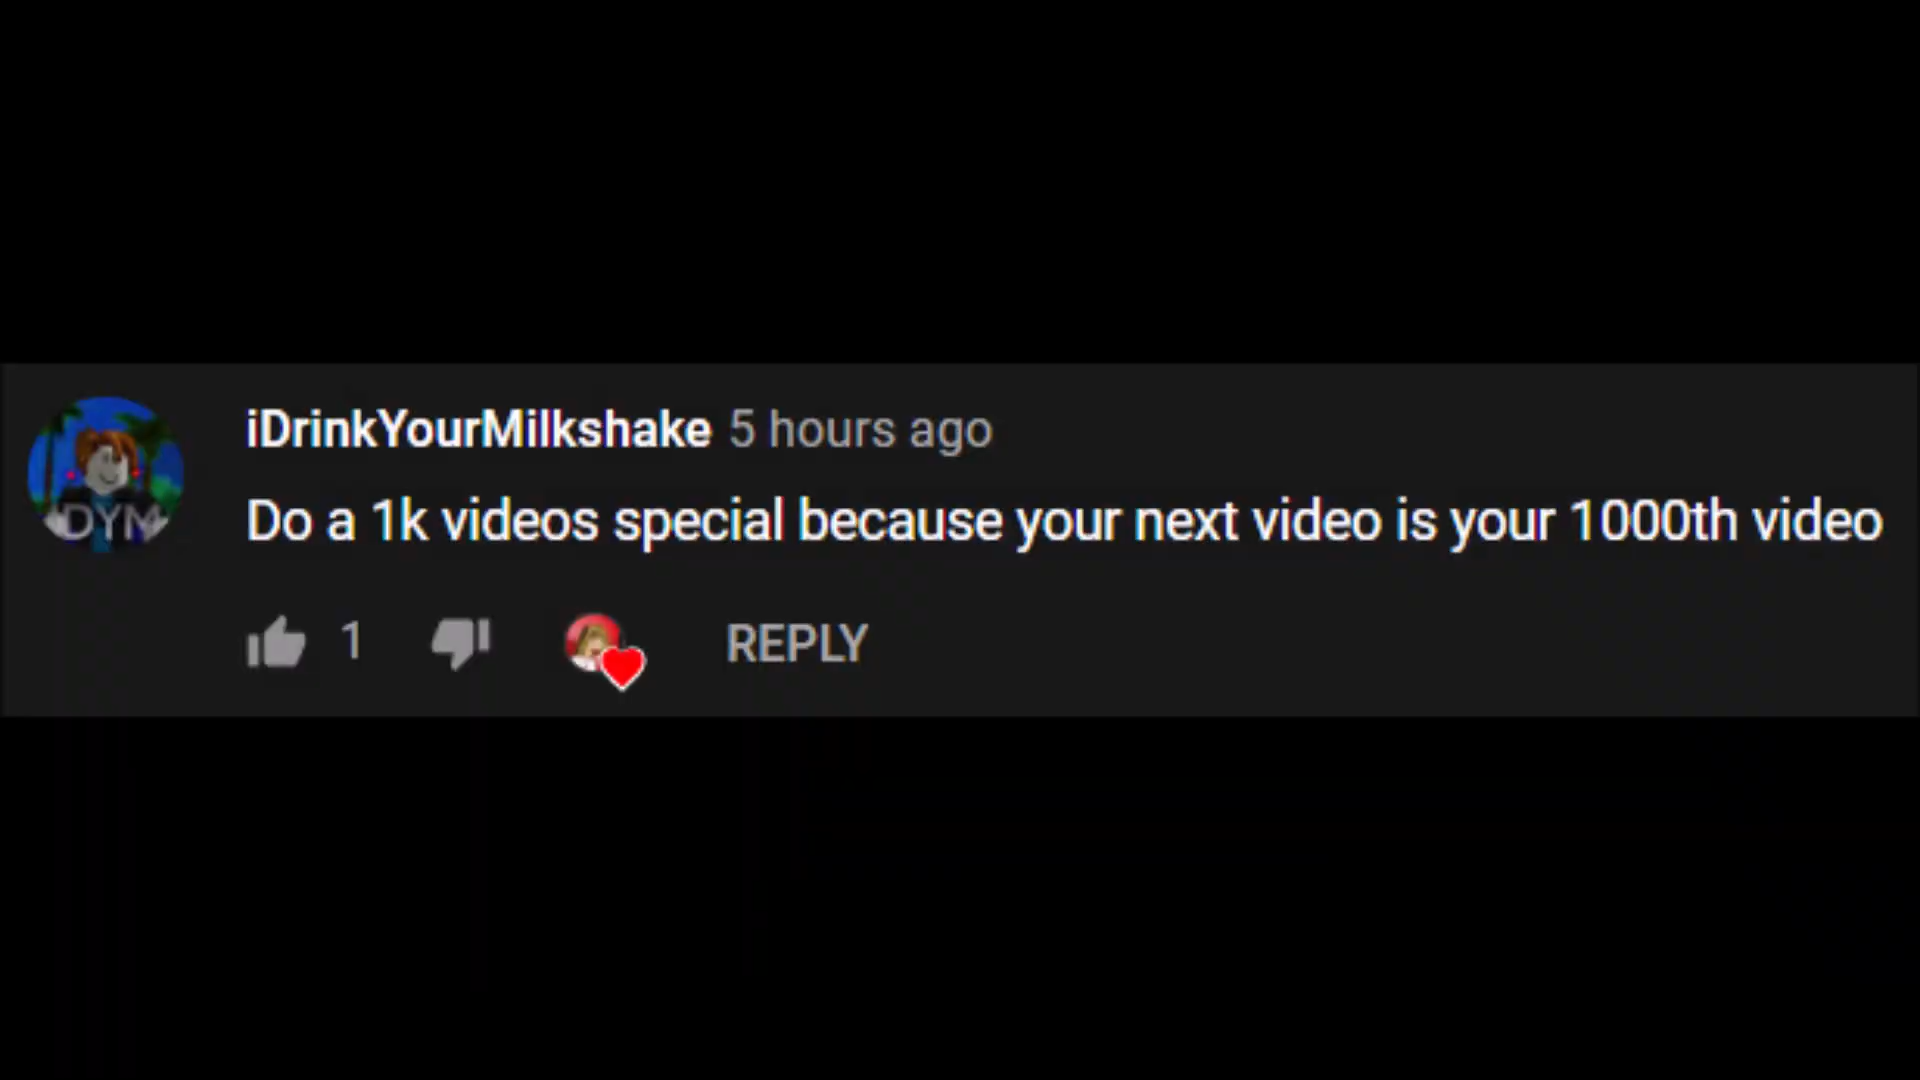 iDrinkYourMilkshake 5 hours ago
Do a 1k videos special because your next video is your 1000th video
1 REPLY
DYM